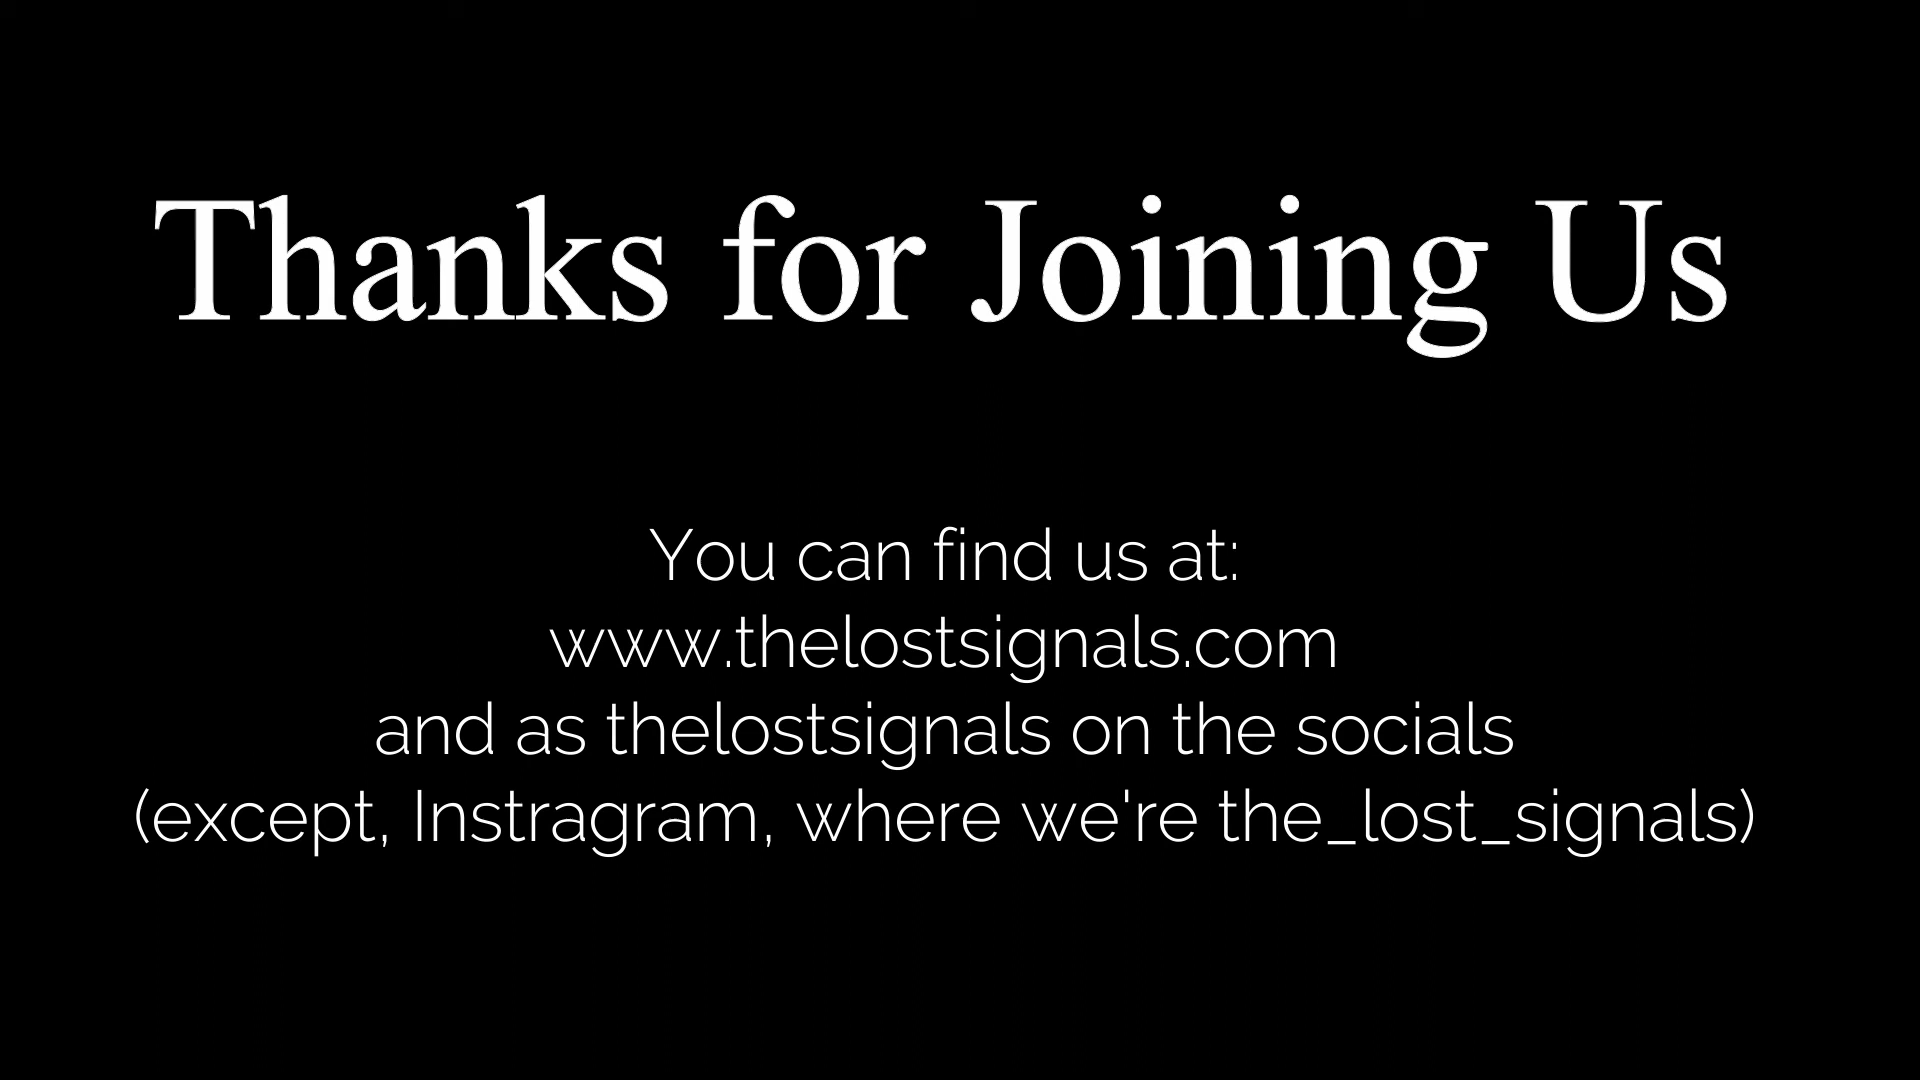 Thanks for Joining Us
You can find us at:
www.thelostsignals.com
and as thelostsignals on the socials
(except, Instragram, where we're the_lost_signals)